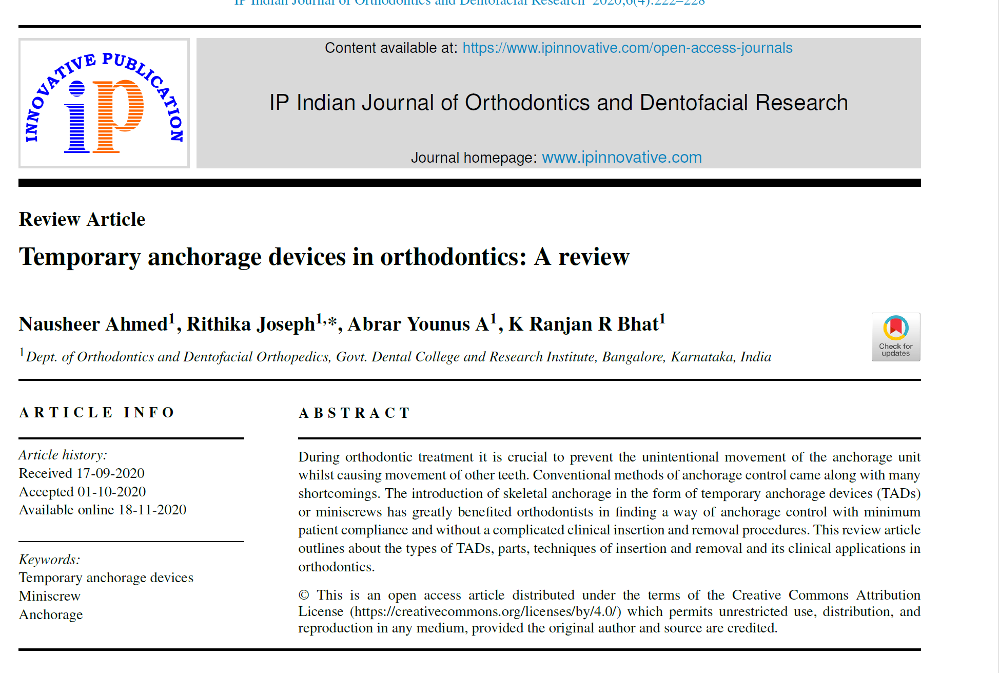 IP Indian Journal of Orthodontics and Dentofacial Research 2020;6(4):222–228
INNOVATIVE PUBLICATION
ip
Content available at: https://www.ipinnovative.com/open-access-journals
IP Indian Journal of Orthodontics and Dentofacial Research
Journal homepage: www.ipinnovative.com
Review Article
Temporary anchorage devices in orthodontics: A review
Nausheer Ahmed1, Rithika Joseph1,*, Abrar Younus A1, K Ranjan R Bhat1
1Dept. of Orthodontics and Dentofacial Orthopedics, Govt. Dental College and Research Institute, Bangalore, Karnataka, India
Check for
updates
ARTICLE INFO
Article history:
Received 17-09-2020
Accepted 01-10-2020
Available online 18-11-2020
Keywords:
Temporary anchorage devices
Miniscrew
Anchorage
ABSTRACT
During orthodontic treatment it is crucial to prevent the unintentional movement of the anchorage unit
whilst causing movement of other teeth. Conventional methods of anchorage control came along with many
shortcomings. The introduction of skeletal anchorage in the form of temporary anchorage devices (TADs)
or miniscrews has greatly benefited orthodontists in finding a way of anchorage control with minimum
patient compliance and without a complicated clinical insertion and removal procedures. This review article
outlines about the types of TADs, parts, techniques of insertion and removal and its clinical applications in
orthodontics.
© This is an open access article distributed under the terms of the Creative Commons Attribution
License (https://creativecommons.org/licenses/by/4.0/) which permits unrestricted use, distribution, and
reproduction in any medium, provided the original author and source are credited.